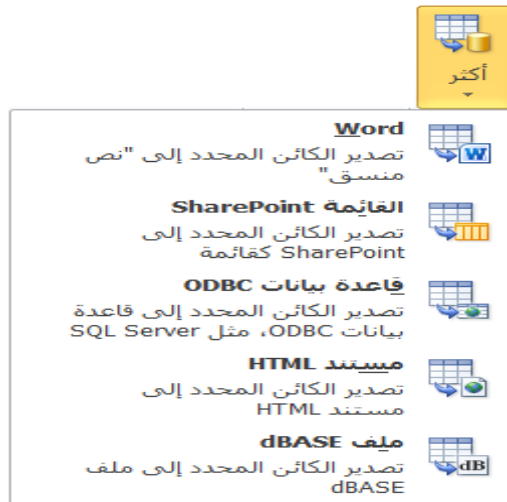 أكثر
Word
تصدير الكائن المحدد إلى "نص
منسق"
القائمة SharePoint
تصدير الكائن المحدد إلى
SharePoint كقائمة
قاعدة بيانات ODBC
تصدير الكائن المحدد إلى قاعدة
بيانات ODBC، مثل SQL Server
مستند HTML
تصدير الكائن المحدد إلى
مستند HTML
ملف dBASE
تصدير الكائن المحدد إلى ملف
dBASE
W
dB